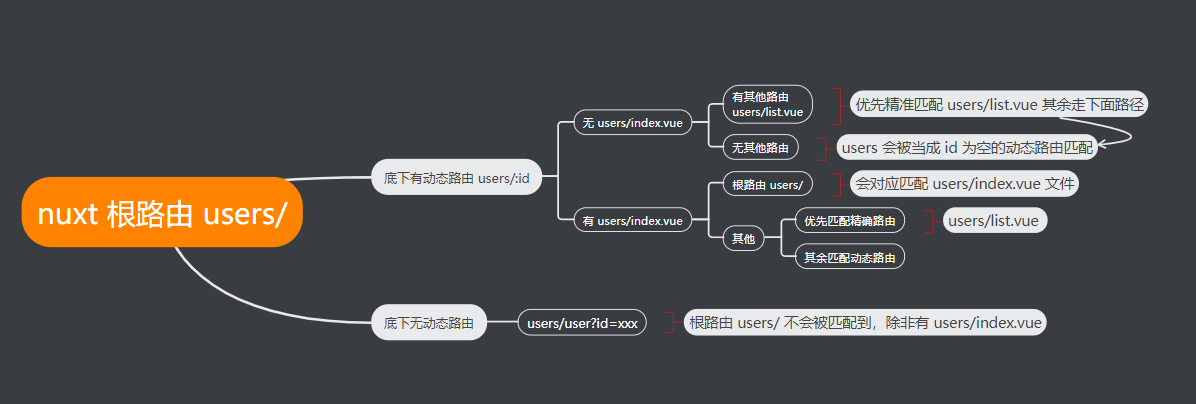 nuxt 根路由 users/
底下有动态路由 users/:id
无 users/index.vue
有其他路由
users/list.vue
优先精准匹配 users/list.vue 其余走下面路径
无其他路由
users 会被当成 id 为空的动态路由匹配
有 users/index.vue
根路由 users/
会对应匹配 users/index.vue 文件
其他
优先匹配精确路由
users/list.vue
其余匹配动态路由
底下无动态路由
users/user?id=xxx
根路由 users/ 不会被匹配到，除非有 users/index.vue